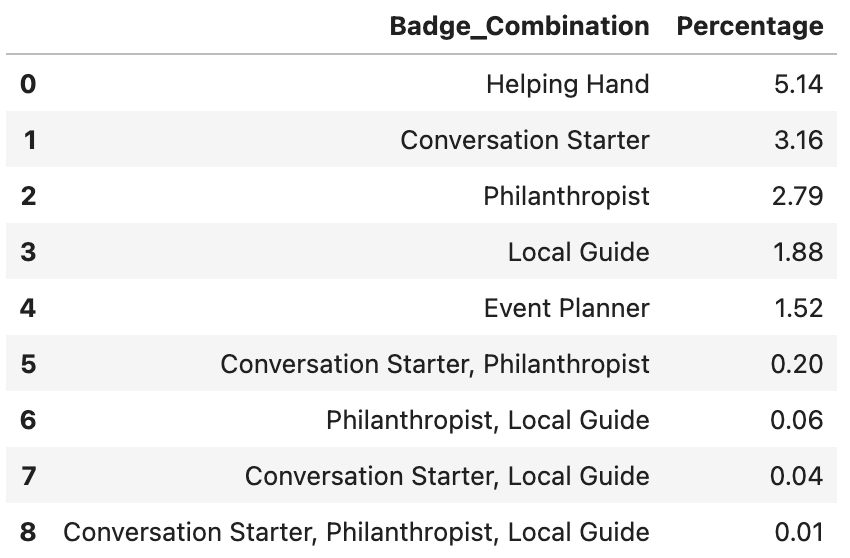 Badge_Combination Percentage
0 Helping Hand 5.14
1 Conversation Starter 3.16
2 Philanthropist 2.79
3 Local Guide 1.88
4 Event Planner 1.52
5 Conversation Starter, Philanthropist 0.20
6 Philanthropist, Local Guide 0.06
7 Conversation Starter, Local Guide 0.04
8 Conversation Starter, Philanthropist, Local Guide 0.01